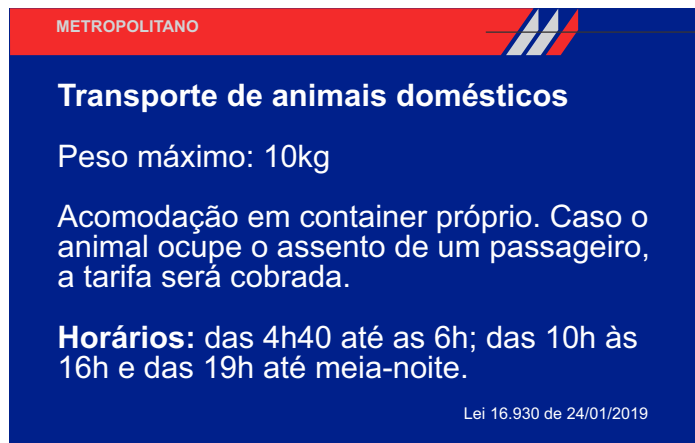 METROPOLITANO
Transporte de animais domésticos
Peso máximo: 10kg
Acomodação em container próprio. Caso o
animal ocupe o assento de um passageiro,
a tarifa será cobrada.
Horários: das 4h40 até as 6h; das 10h às
16h e das 19h até meia-noite.
Lei 16.930 de 24/01/2019